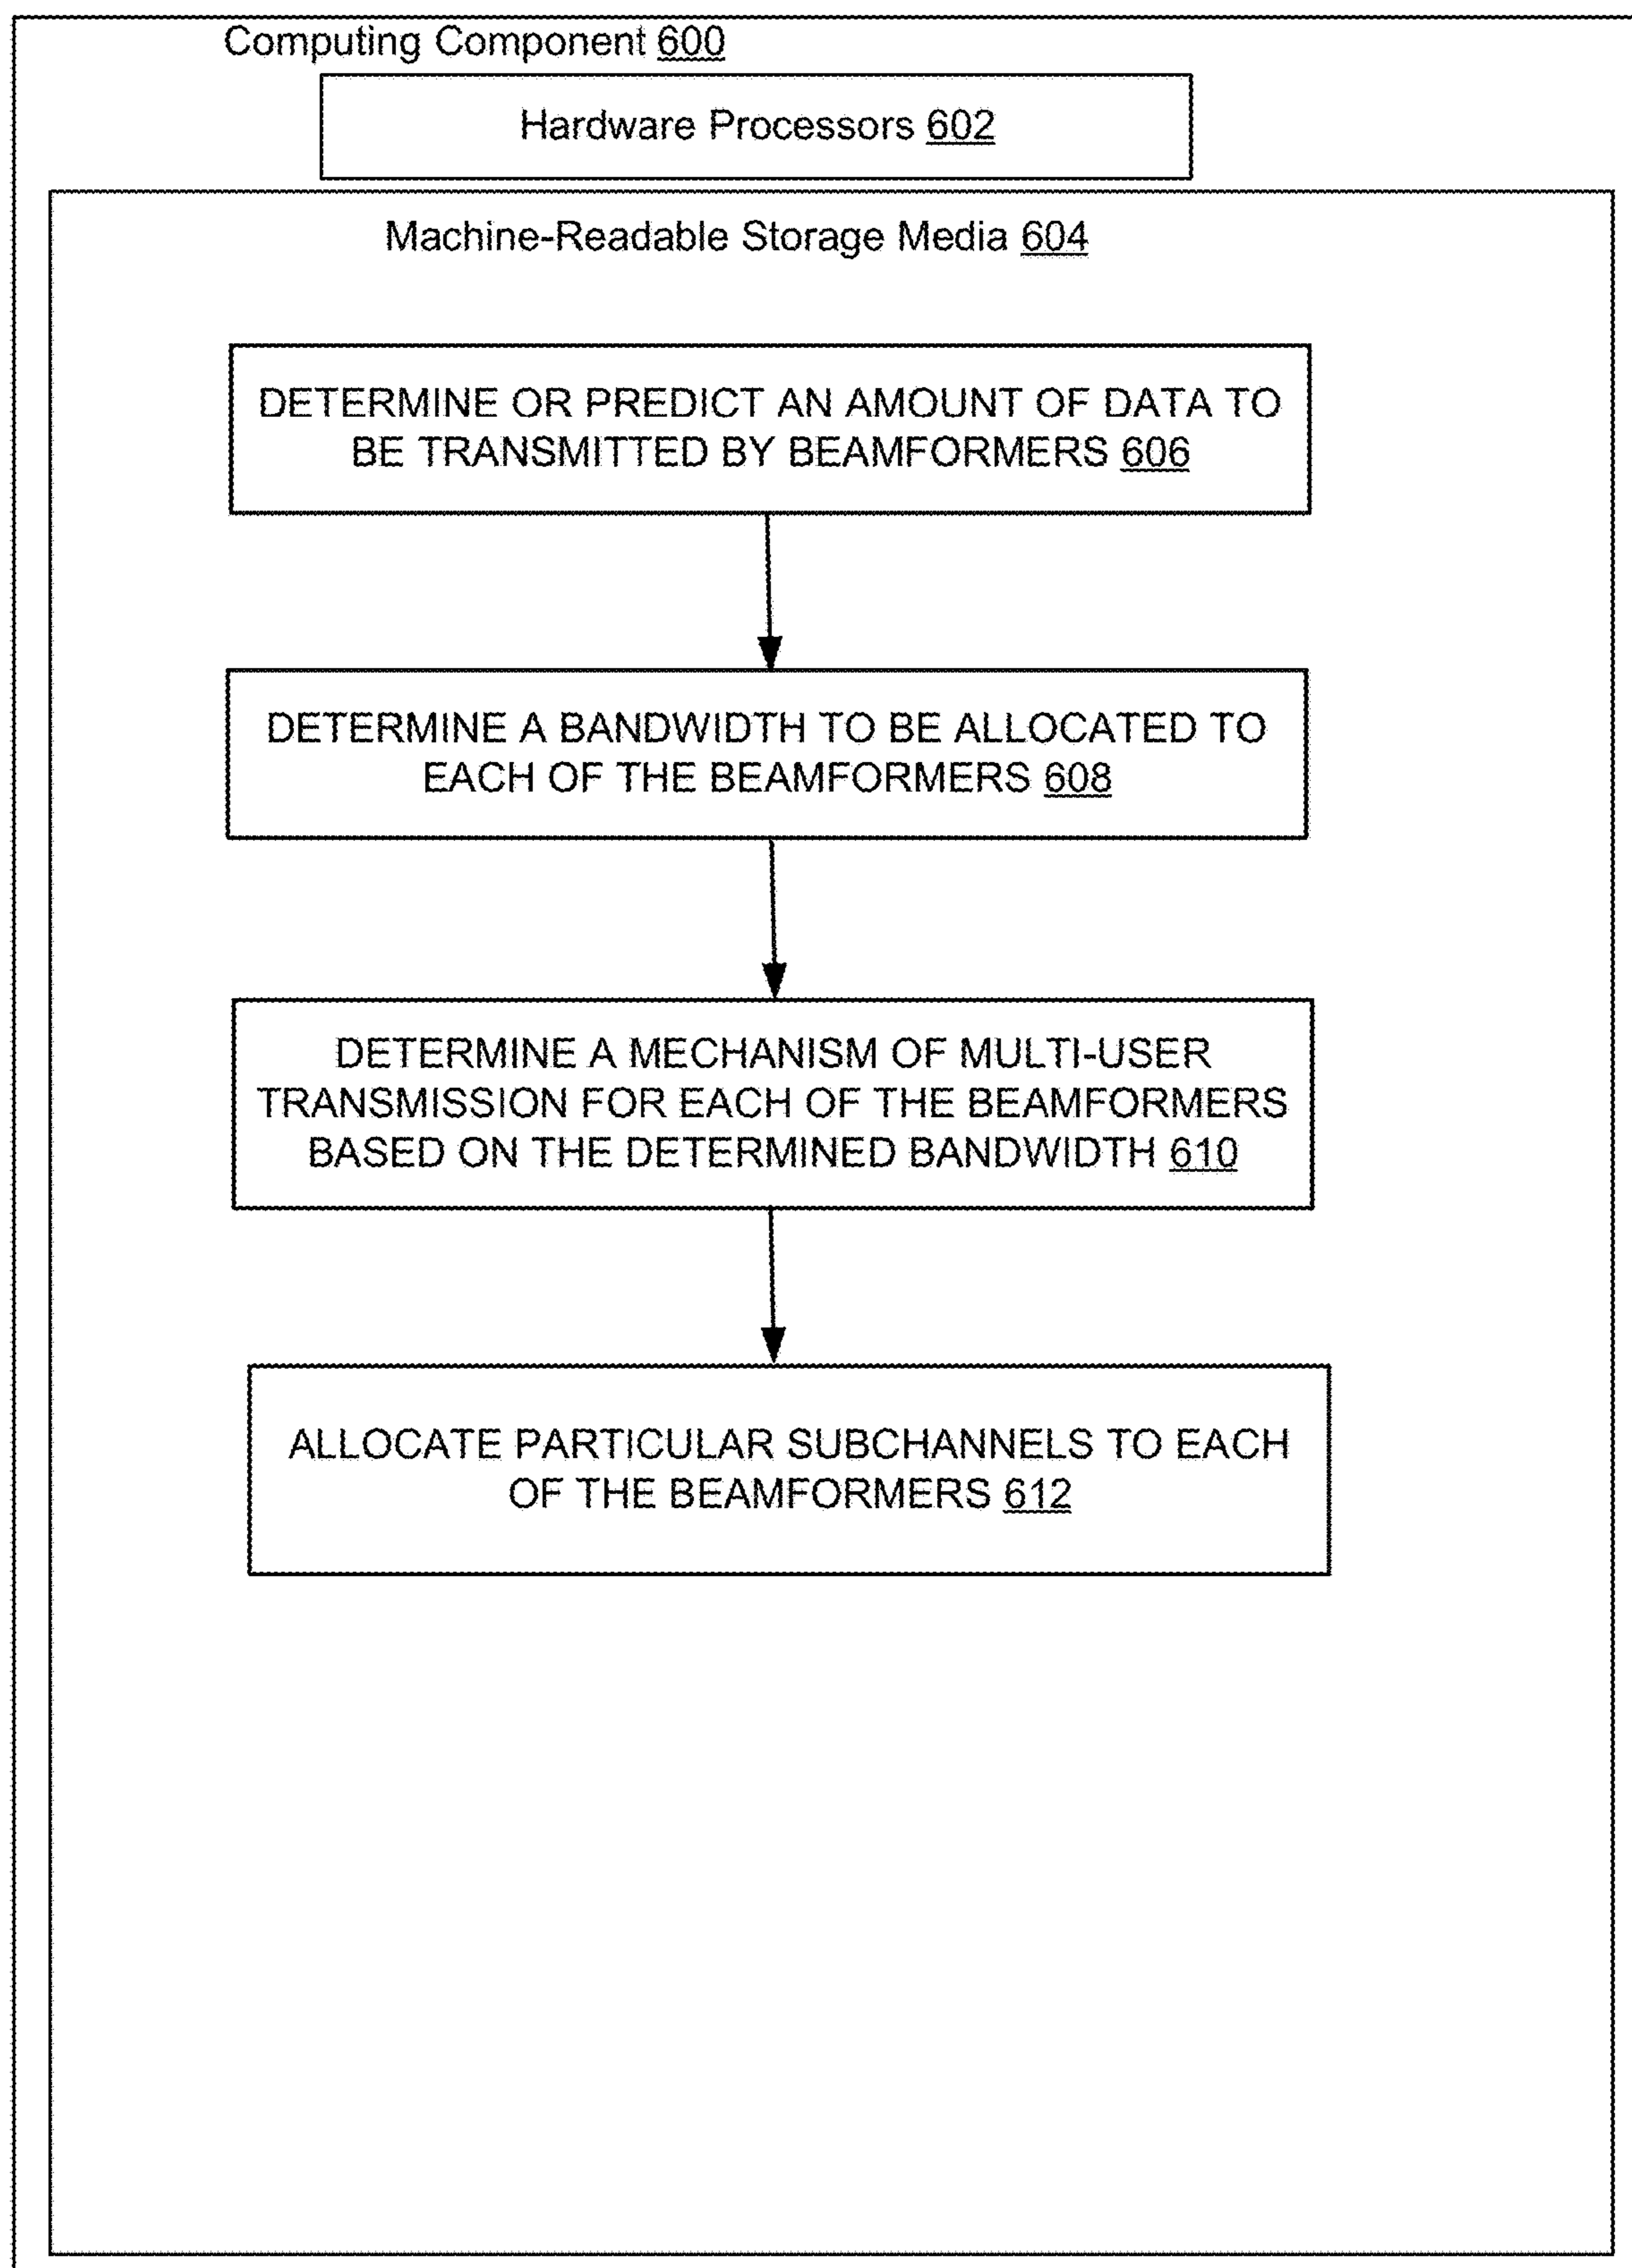 Computing Component 600
Hardware Processors 602
Machine-Readable Storage Media 604
DETERMINE OR PREDICT AN AMOUNT OF DATA TO
BE TRANSMITTED BY BEAMFORMERS 606
DETERMINE A BANDWIDTH TO BE ALLOCATED TO
EACH OF THE BEAMFORMERS 608
DETERMINE A MECHANISM OF MULTI-USER
TRANSMISSION FOR EACH OF THE BEAMFORMERS
BASED ON THE DETERMINED BANDWIDTH 610
ALLOCATE PARTICULAR SUBCHANNELS TO EACH
OF THE BEAMFORMERS 612